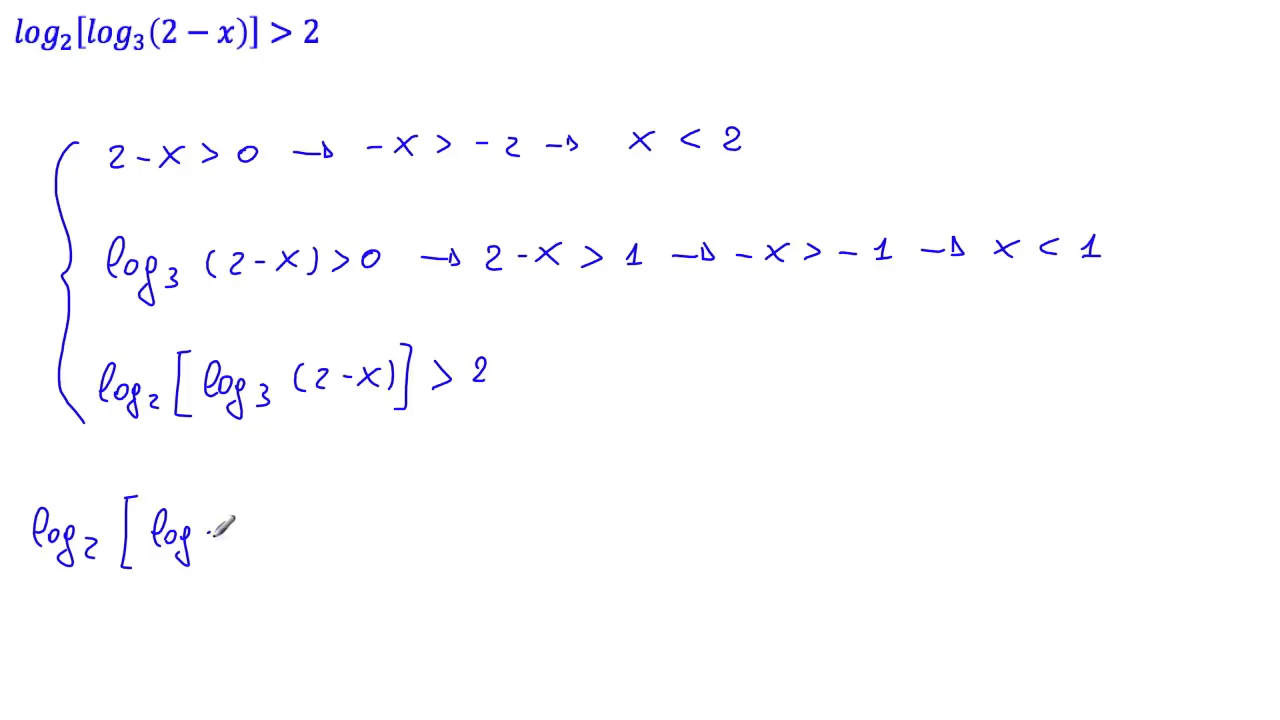 log₂[log₃(2 − x)] > 2
2 - x > 0 → - x > - 2 → x < 2
log₃ (2 - x) > 0 → 2 - x > 1 → - x > - 1 → x < 1
log₂ [ log₃ (2 - x) ] > 2
log₂ [ log